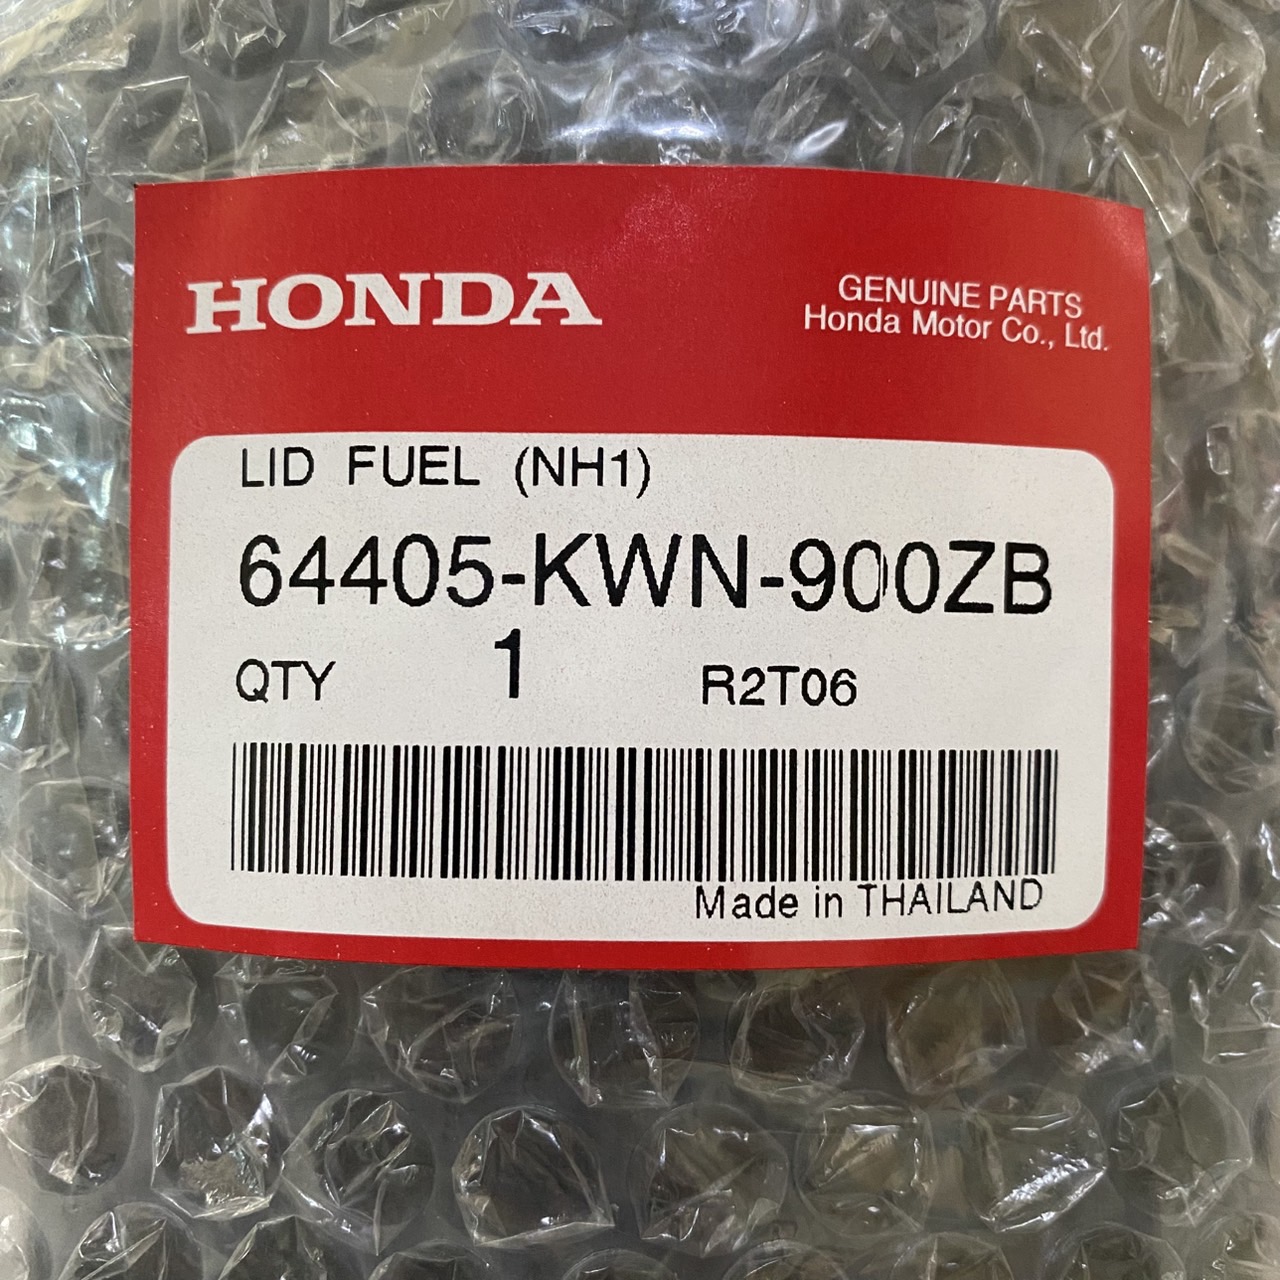 HONDA
GENUINE PARTS
Honda Motor Co., Ltd.
LID FUEL (NH1)
64405-KWN-900ZB
QTY 1 R2T06
Made in THAILAND